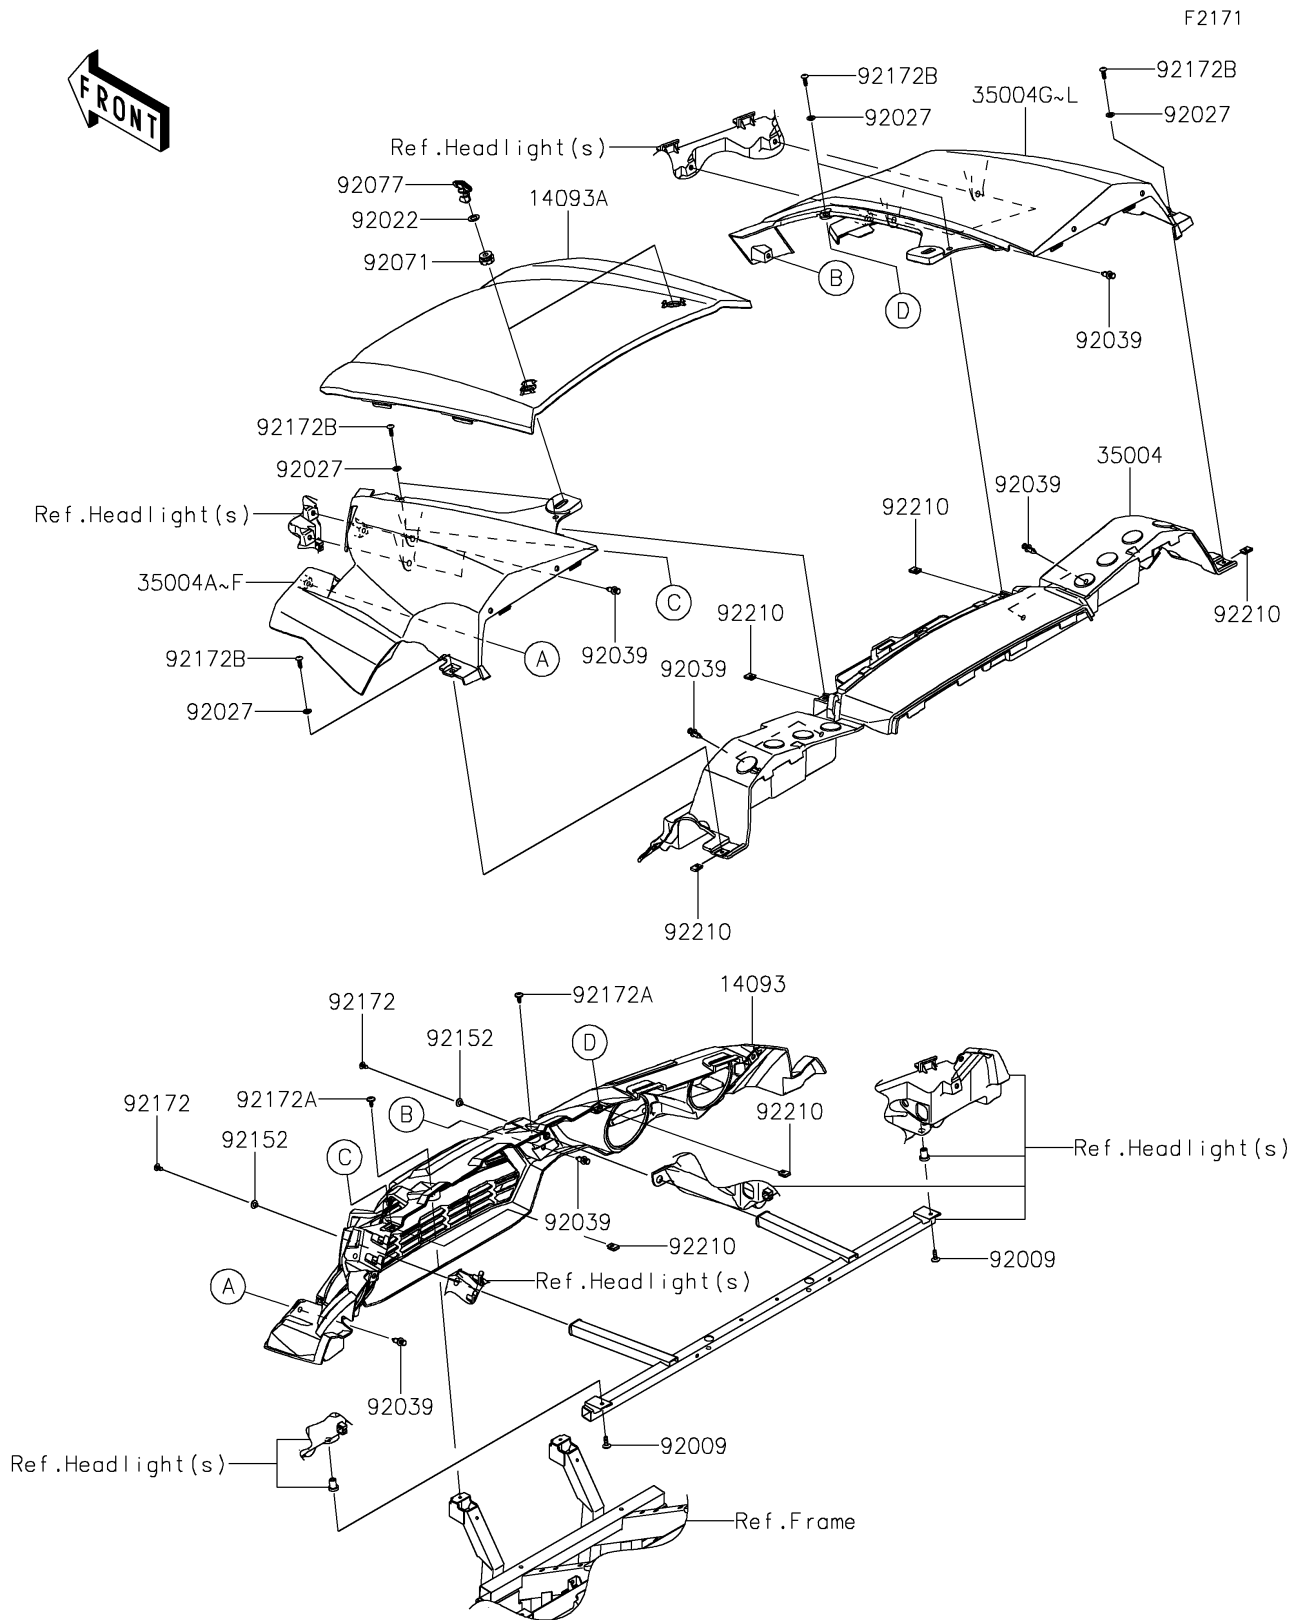 F2171
FRONT
92172B
92027
35004G~L
92172B
92027
Ref.Headlight(s)
92077
92022
92071
14093A
B
D
92039
92172B
92027
Ref.Headlight(s)
35004A~F
92172B
92027
A
C
92039
35004
92039
92210
92210
92210
92039
92210
92172A
14093
92172
92152
D
92172A
B
92172
92152
C
92210
Ref.Headlight(s)
92039
92210
92009
Ref.Headlight(s)
A
92039
92009
Ref.Headlight(s)
Ref.Frame